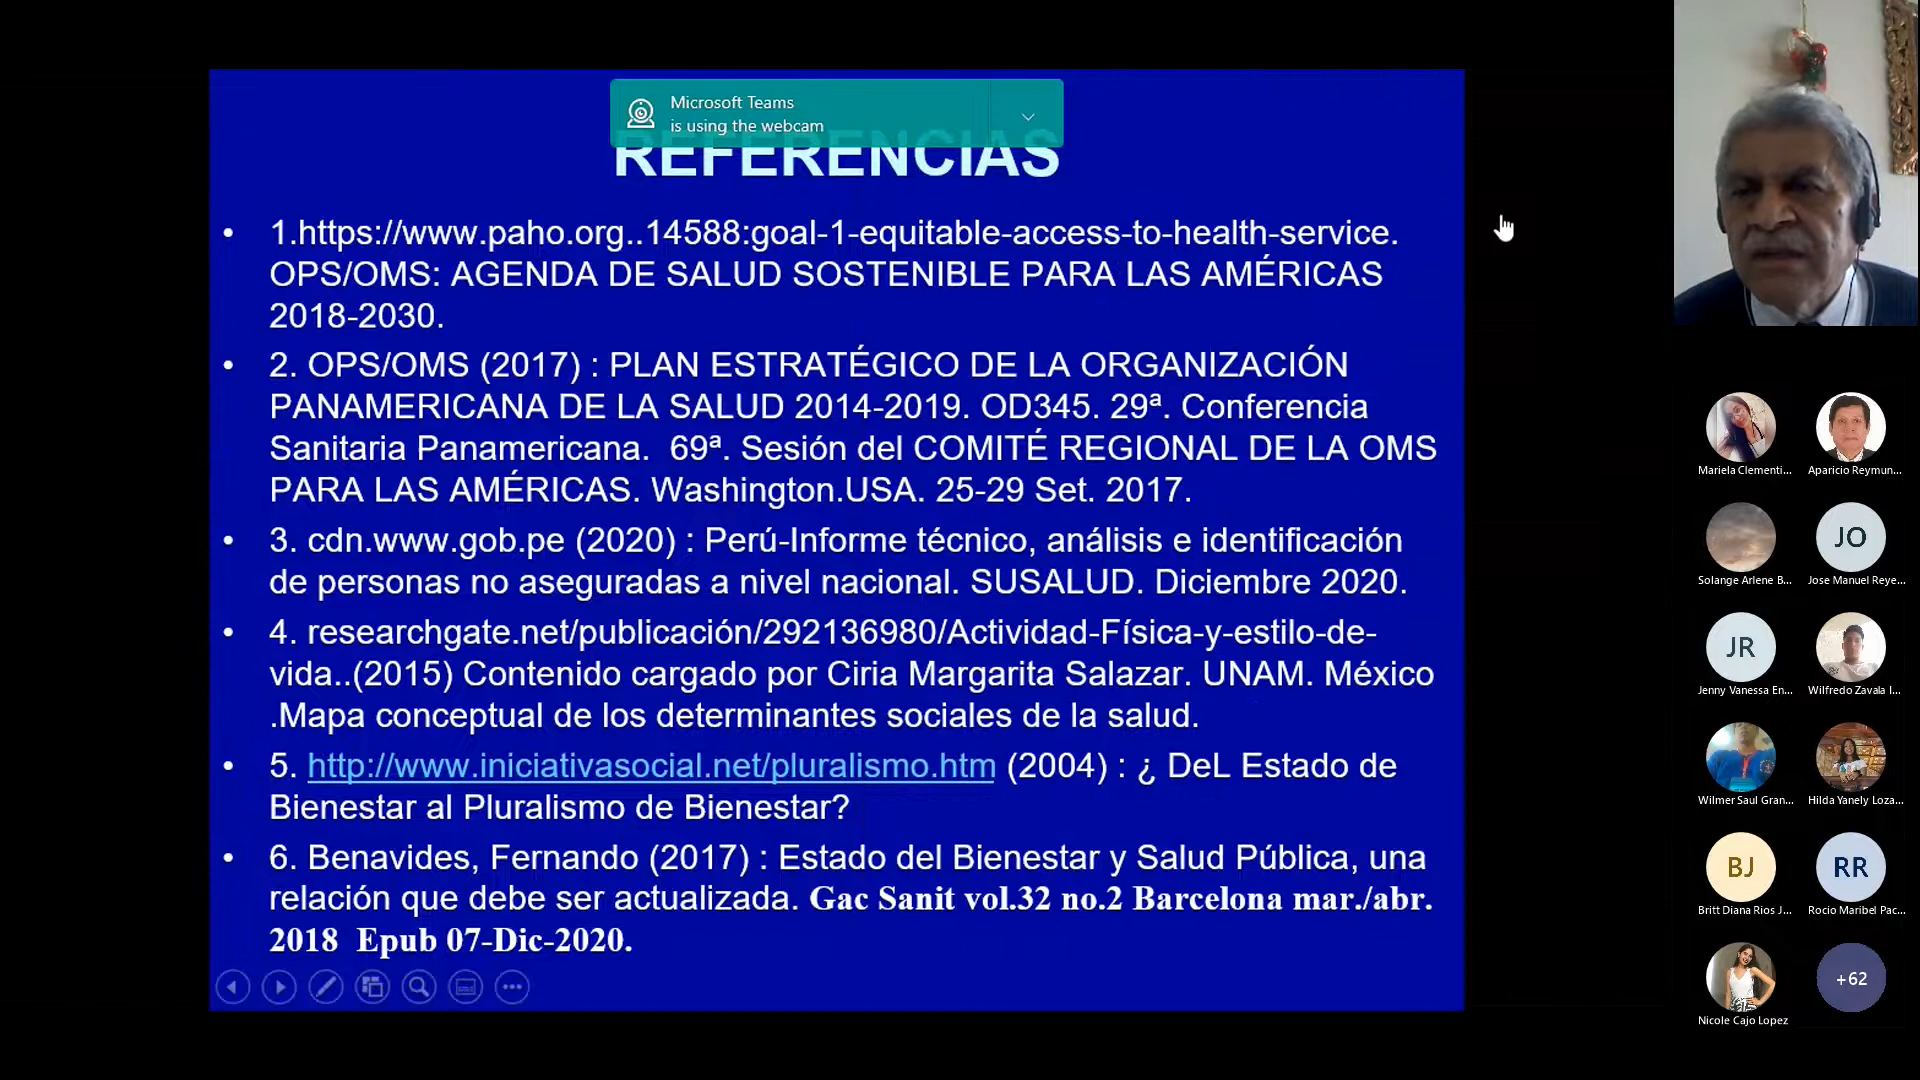 Microsoft Teams
is using the webcam
REFERENCIAS
• 1.https://www.paho.org..14588:goal-1-equitable-access-to-health-service.
OPS/OMS: AGENDA DE SALUD SOSTENIBLE PARA LAS AMÉRICAS
2018-2030.
• 2. OPS/OMS (2017) : PLAN ESTRATÉGICO DE LA ORGANIZACIÓN
PANAMERICANA DE LA SALUD 2014-2019. OD345. 29ª. Conferencia
Sanitaria Panamericana. 69ª. Sesión del COMITÉ REGIONAL DE LA OMS
PARA LAS AMÉRICAS. Washington.USA. 25-29 Set. 2017.
• 3. cdn.www.gob.pe (2020) : Perú-Informe técnico, análisis e identificación
de personas no aseguradas a nivel nacional. SUSALUD. Diciembre 2020.
• 4. researchgate.net/publicación/292136980/Actividad-Física-y-estilo-de-
vida..(2015) Contenido cargado por Ciria Margarita Salazar. UNAM. México
.Mapa conceptual de los determinantes sociales de la salud.
• 5. http://www.iniciativasocial.net/pluralismo.htm (2004) : ¿ DeL Estado de
Bienestar al Pluralismo de Bienestar?
• 6. Benavides, Fernando (2017) : Estado del Bienestar y Salud Pública, una
relación que debe ser actualizada. Gac Sanit vol.32 no.2 Barcelona mar./abr.
2018 Epub 07-Dic-2020.
Mariela Clementi...
Aparicio Reymun...
Solange Arlene B...
JO
Jose Manuel Reye...
JR
Jenny Vanessa En...
Wilfredo Zavala I...
Wilmer Saul Gran...
Hilda Yanely Loza...
BJ
Britt Diana Rios J...
RR
Rocio Maribel Pac...
Nicole Cajo Lopez
+62